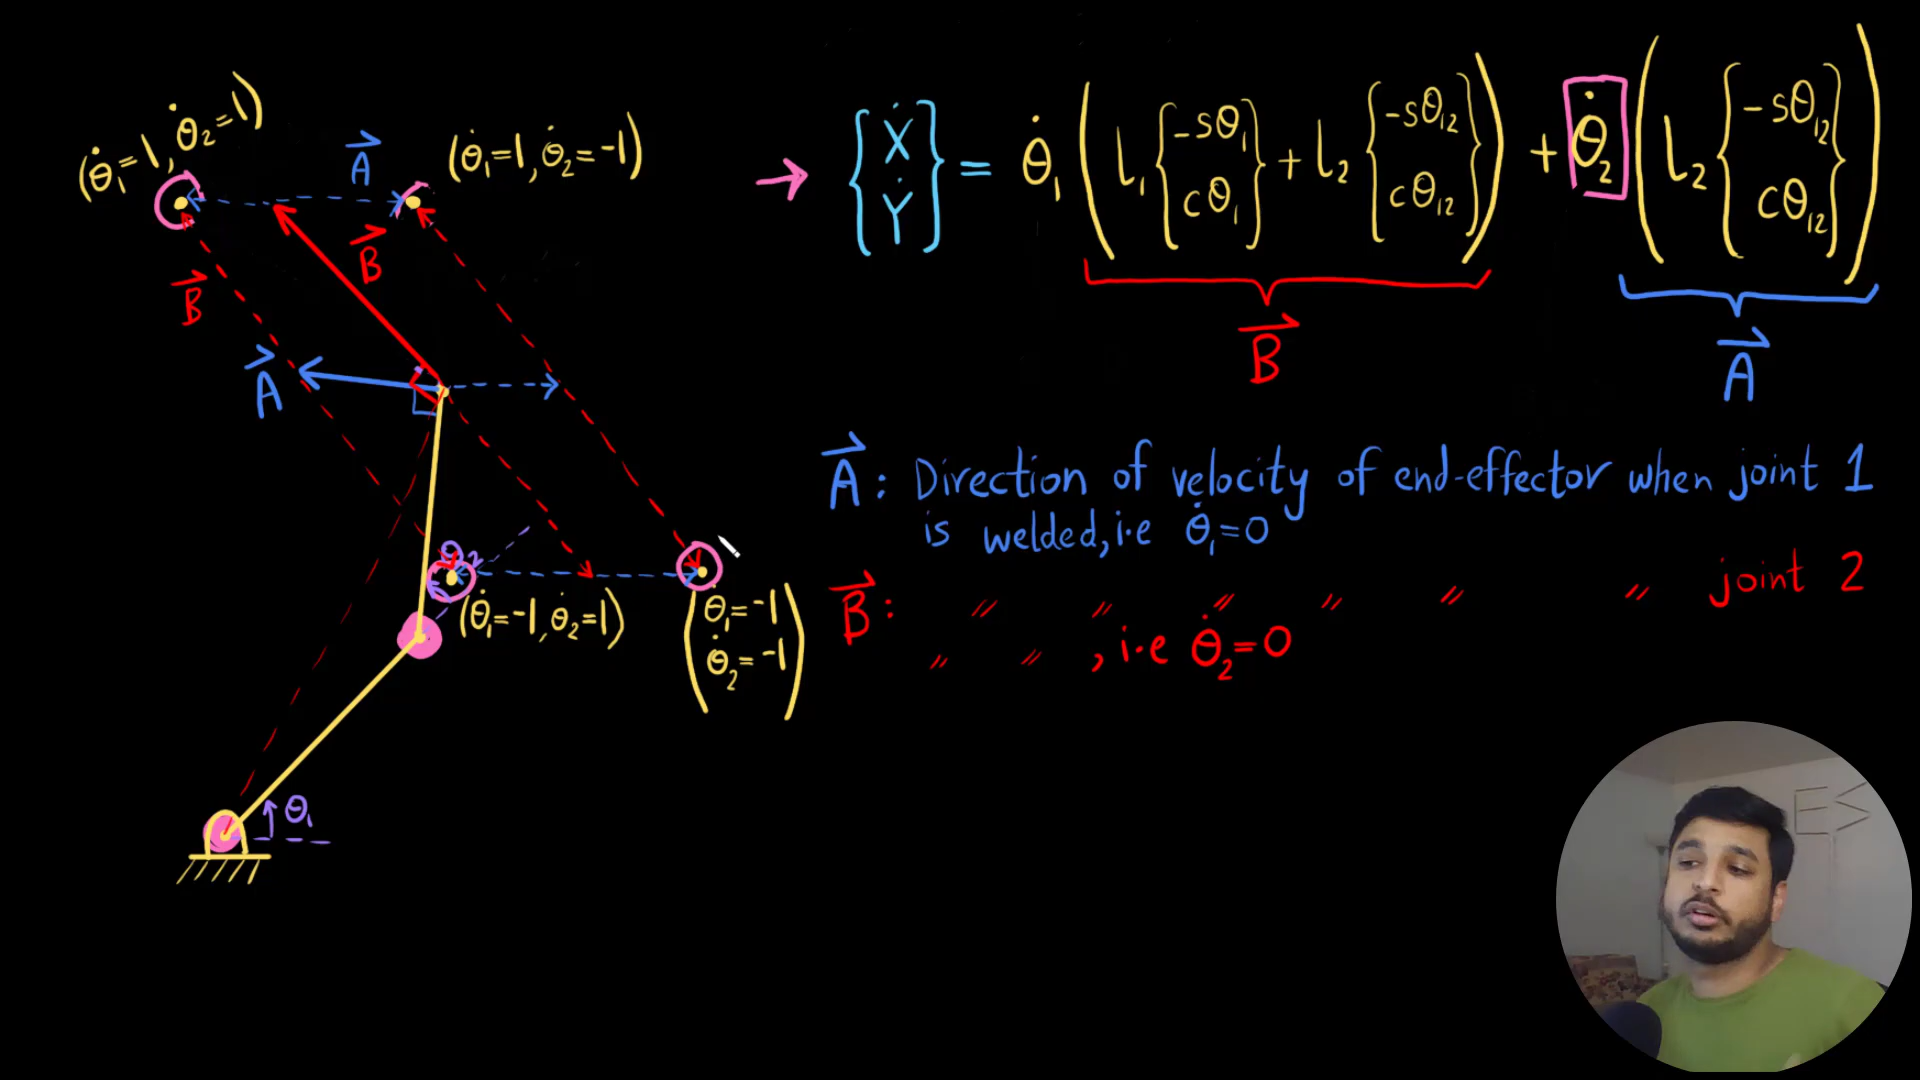 (θ̇₁=1, θ̇₂=1)
A⃗
(θ̇₁=1, θ̇₂=-1)
B⃗
B⃗
A⃗
θ₂
(θ̇₁=-1, θ̇₂=1)
(θ̇₁=-1
θ̇₂=-1)
θ₁
→ {Ẋ Ẏ} = θ̇₁ (l₁ {-sθ₁ cθ₁} + l₂ {-sθ₁₂ cθ₁₂}) + θ̇₂ (l₂ {-sθ₁₂ cθ₁₂})
B⃗
A⃗
A⃗ : Direction of velocity of end-effector when joint 1
is welded, i.e θ̇₁=0
B⃗ : " " " " " " joint 2
" " , i.e θ̇₂=0